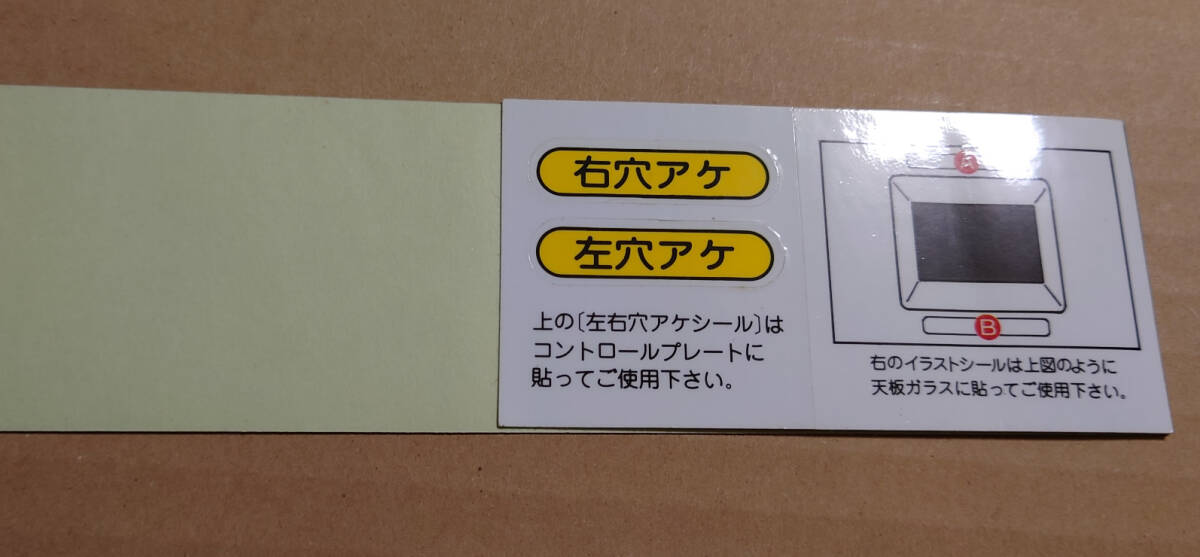 右穴アケ
左穴アケ
上の〔左右穴アケシール〕は
コントロールプレートに
貼ってご使用下さい。
A
B
右のイラストシールは上図のように
天板ガラスに貼ってご使用下さい。